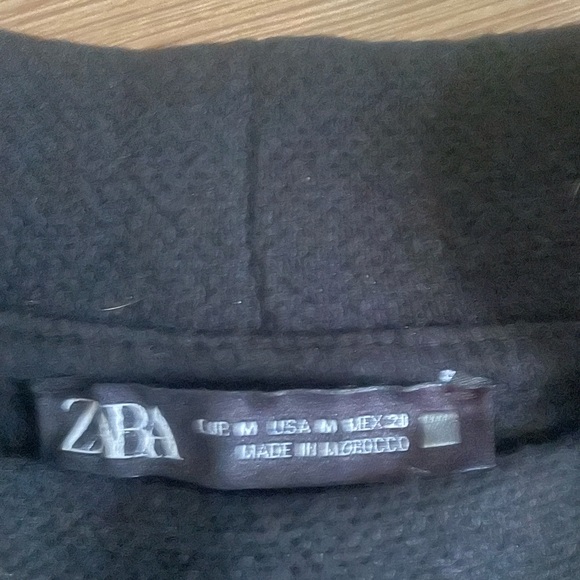 ZARA
EUR M USA M MEX 28
MADE IN MOROCCO